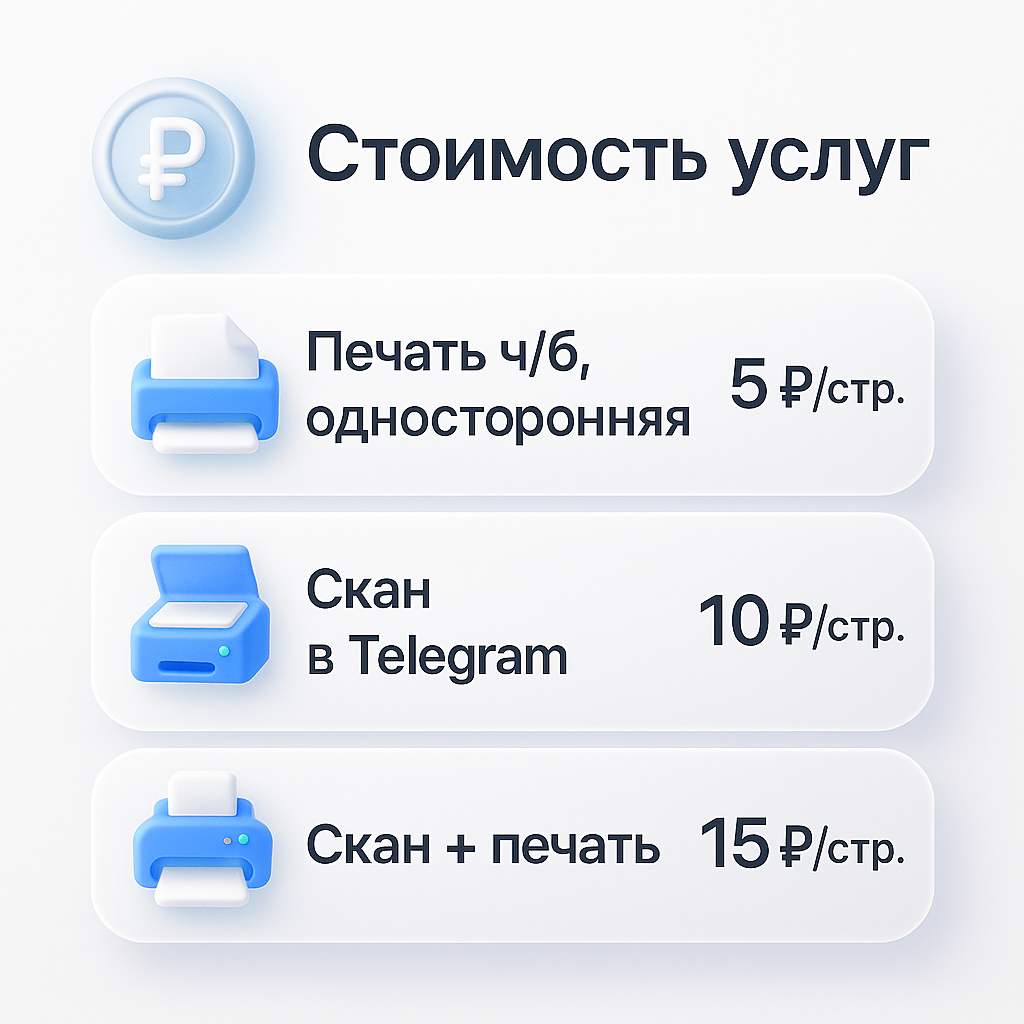 ₽
Стоимость услуг
Печать ч/б,
односторонняя
5 ₽/стр.
Скан
в Telegram
10 ₽/стр.
Скан + печать
15 ₽/стр.